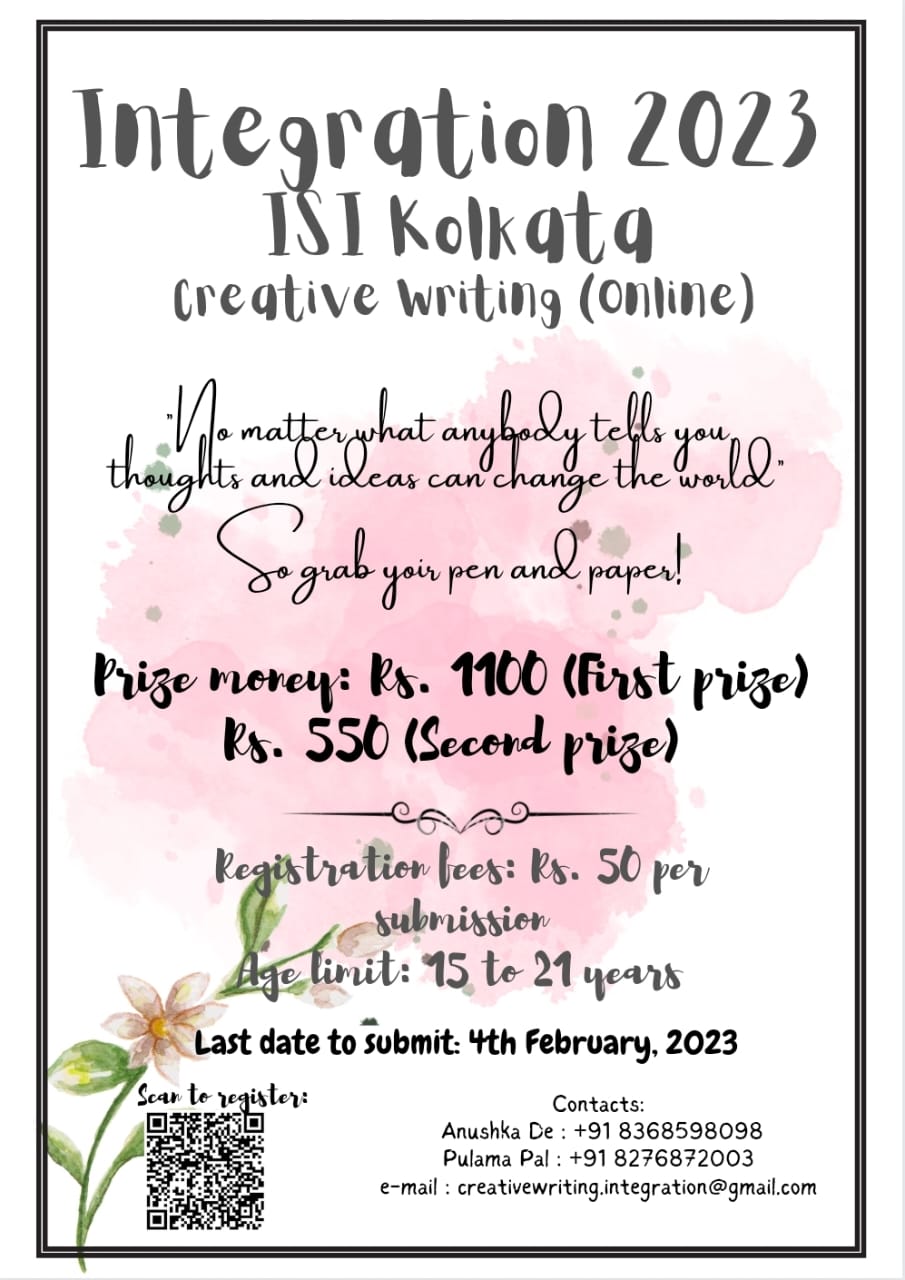 Integration 2023
ISI Kolkata
Creative Writing (Online)
"No matter what anybody tells you
thoughts and ideas can change the world"
So grab yoir pen and paper!
Prize money: Rs. 1100 (First prize)
Rs. 550 (Second prize)
Registration fees: Rs. 50 per
submission
Age limit: 15 to 21 years
Last date to submit: 4th February, 2023
Scan to register:
Contacts:
Anushka De : +91 8368598098
Pulama Pal : +91 8276872003
e-mail : creativewriting.integration@gmail.com